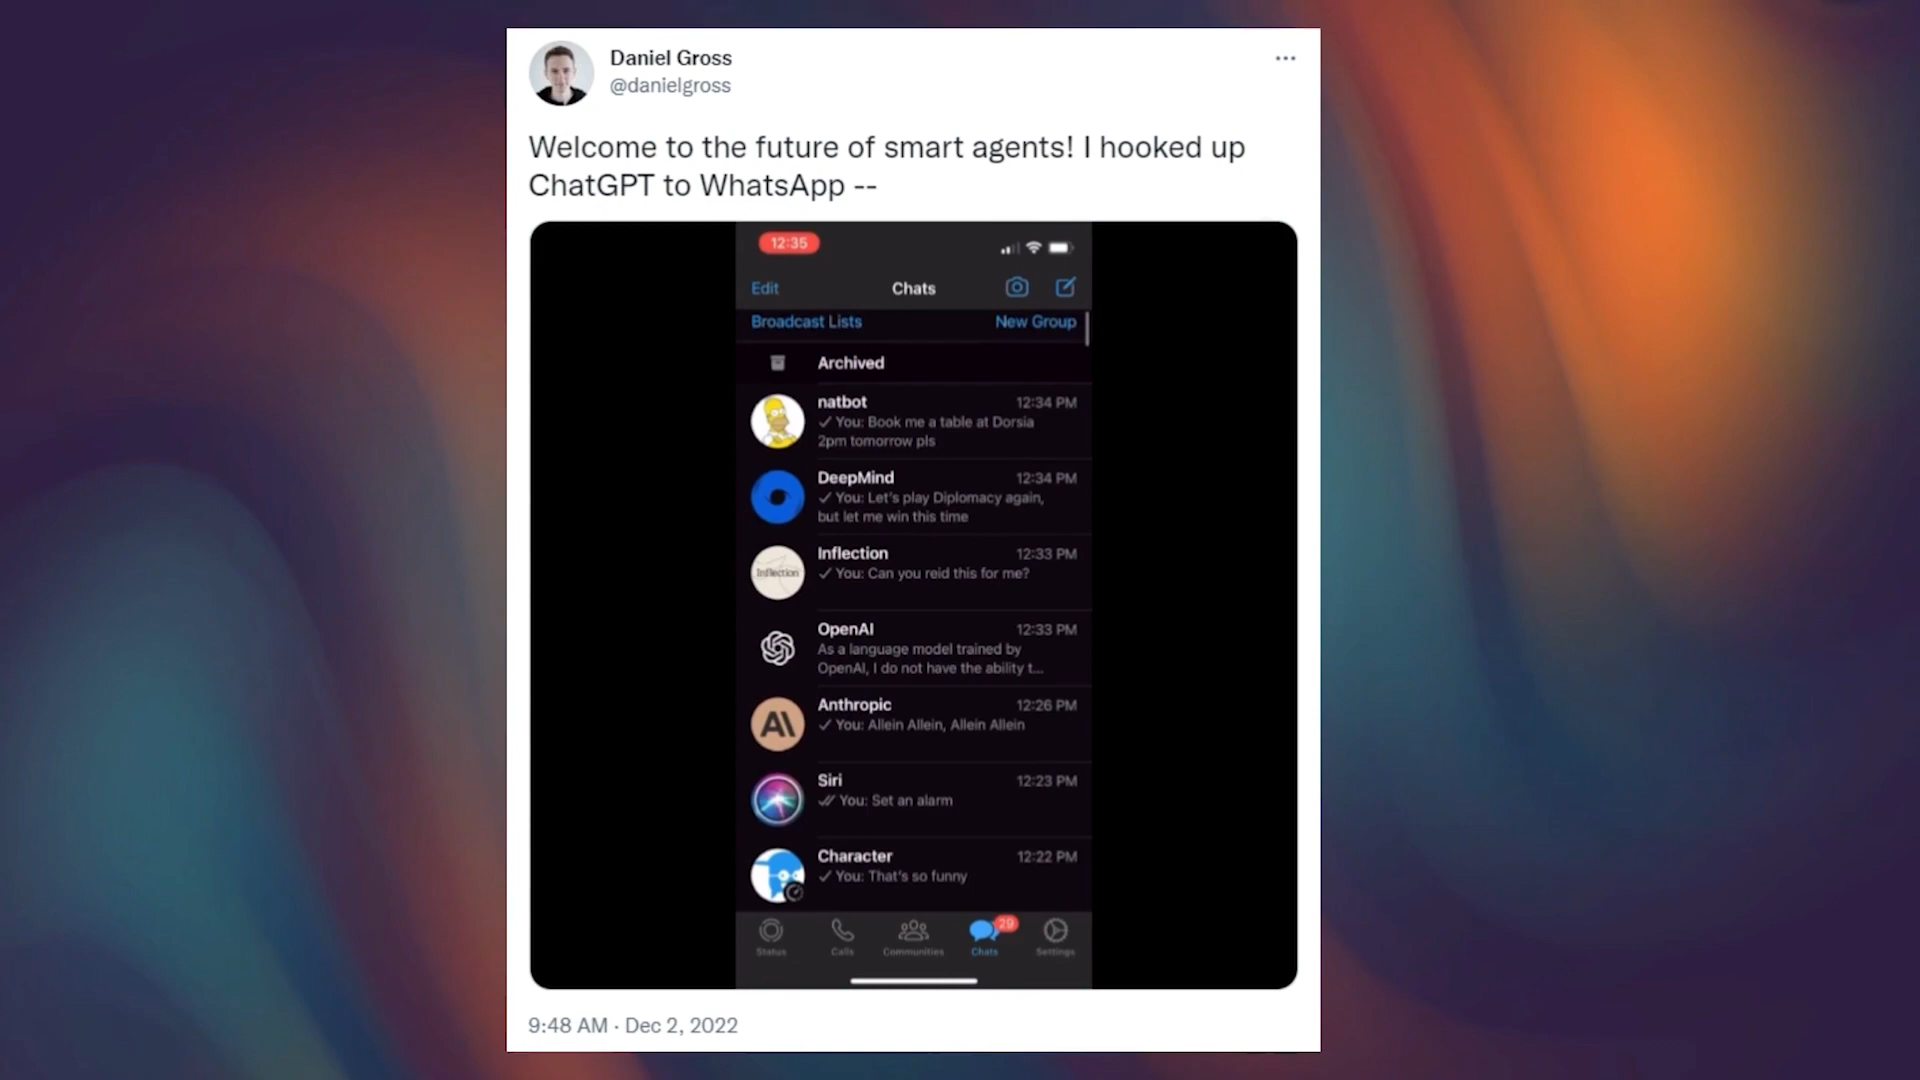 Daniel Gross
@danielgross
Welcome to the future of smart agents! I hooked up
ChatGPT to WhatsApp --
12:35
Edit Chats
Broadcast Lists New Group
Archived
natbot 12:34 PM
You: Book me a table at Dorsia
2pm tomorrow pls
DeepMind 12:34 PM
You: Let's play Diplomacy again,
but let me win this time
Inflection 12:33 PM
Inflection You: Can you reid this for me?
OpenAI 12:33 PM
As a language model trained by
OpenAI, I do not have the ability t...
Anthropic 12:26 PM
AI You: Allein Allein, Allein Allein
Siri 12:23 PM
You: Set an alarm
Character 12:22 PM
You: That's so funny
29
Status Calls Communities Chats Settings
9:48 AM · Dec 2, 2022